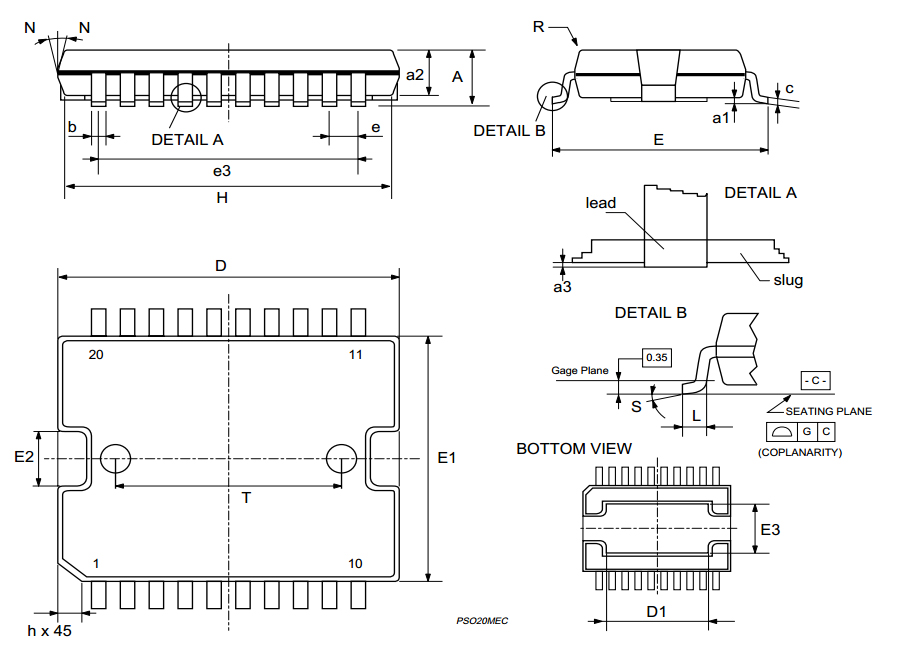 N N
a2 A
b e
DETAIL A
e3
H
R
DETAIL B
c
a1
E
DETAIL A
lead
slug
a3
D
20 11
E2 E1
T
1 10
h x 45
DETAIL B
0.35
Gage Plane
- C -
S
L
SEATING PLANE
G C
(COPLANARITY)
BOTTOM VIEW
E3
D1
PSO20MEC